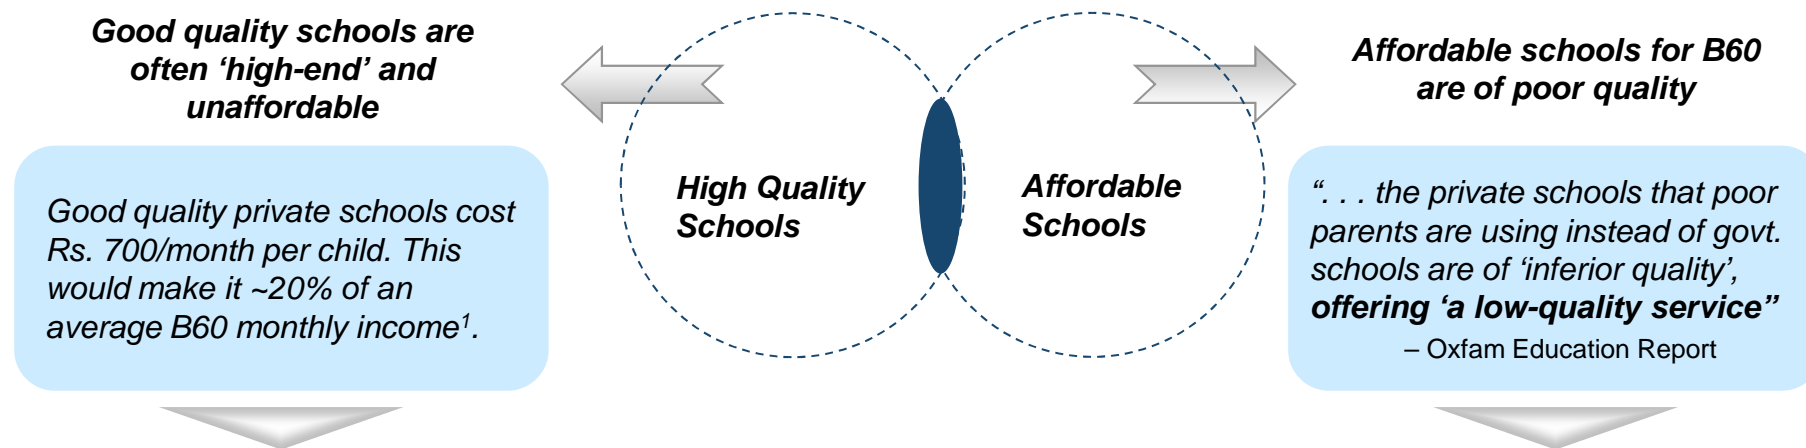 Good quality schools are
often ‘high-end’ and
unaffordable
Good quality private schools cost
Rs. 700/month per child. This
would make it ~20% of an
average B60 monthly income1.
High Quality
Schools
Affordable
Schools
Affordable schools for B60
are of poor quality
“. . . the private schools that poor
parents are using instead of govt.
schools are of ‘inferior quality’,
offering ‘a low-quality service”
– Oxfam Education Report